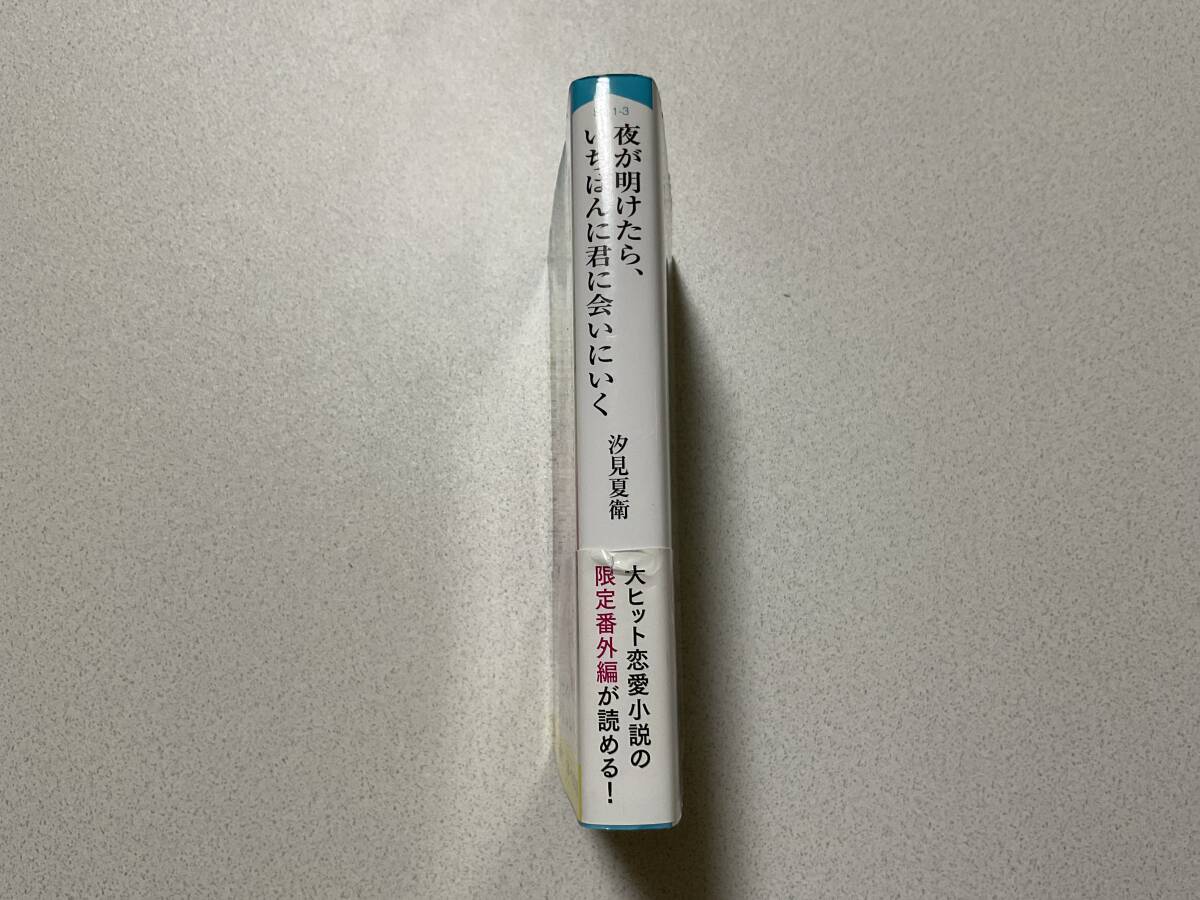 1-3
夜が明けたら、
いちばんに君に会いにいく
汐見夏衛
大ヒット恋愛小説の
限定番外編が読める!